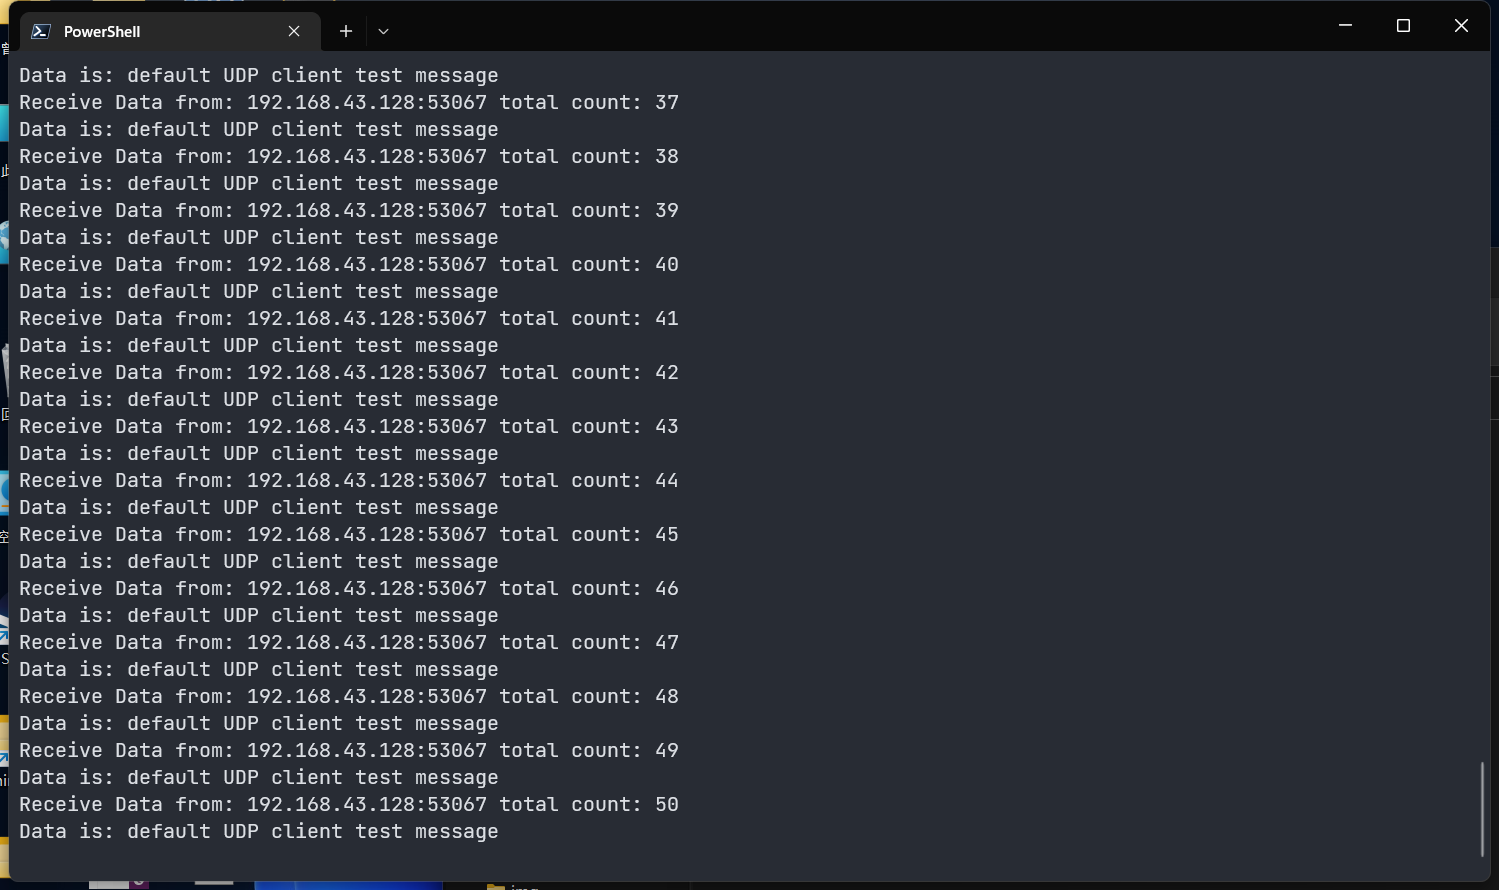 PowerShell
Data is: default UDP client test message
Receive Data from: 192.168.43.128:53067 total count: 37
Data is: default UDP client test message
Receive Data from: 192.168.43.128:53067 total count: 38
Data is: default UDP client test message
Receive Data from: 192.168.43.128:53067 total count: 39
Data is: default UDP client test message
Receive Data from: 192.168.43.128:53067 total count: 40
Data is: default UDP client test message
Receive Data from: 192.168.43.128:53067 total count: 41
Data is: default UDP client test message
Receive Data from: 192.168.43.128:53067 total count: 42
Data is: default UDP client test message
Receive Data from: 192.168.43.128:53067 total count: 43
Data is: default UDP client test message
Receive Data from: 192.168.43.128:53067 total count: 44
Data is: default UDP client test message
Receive Data from: 192.168.43.128:53067 total count: 45
Data is: default UDP client test message
Receive Data from: 192.168.43.128:53067 total count: 46
Data is: default UDP client test message
Receive Data from: 192.168.43.128:53067 total count: 47
Data is: default UDP client test message
Receive Data from: 192.168.43.128:53067 total count: 48
Data is: default UDP client test message
Receive Data from: 192.168.43.128:53067 total count: 49
Data is: default UDP client test message
Receive Data from: 192.168.43.128:53067 total count: 50
Data is: default UDP client test message